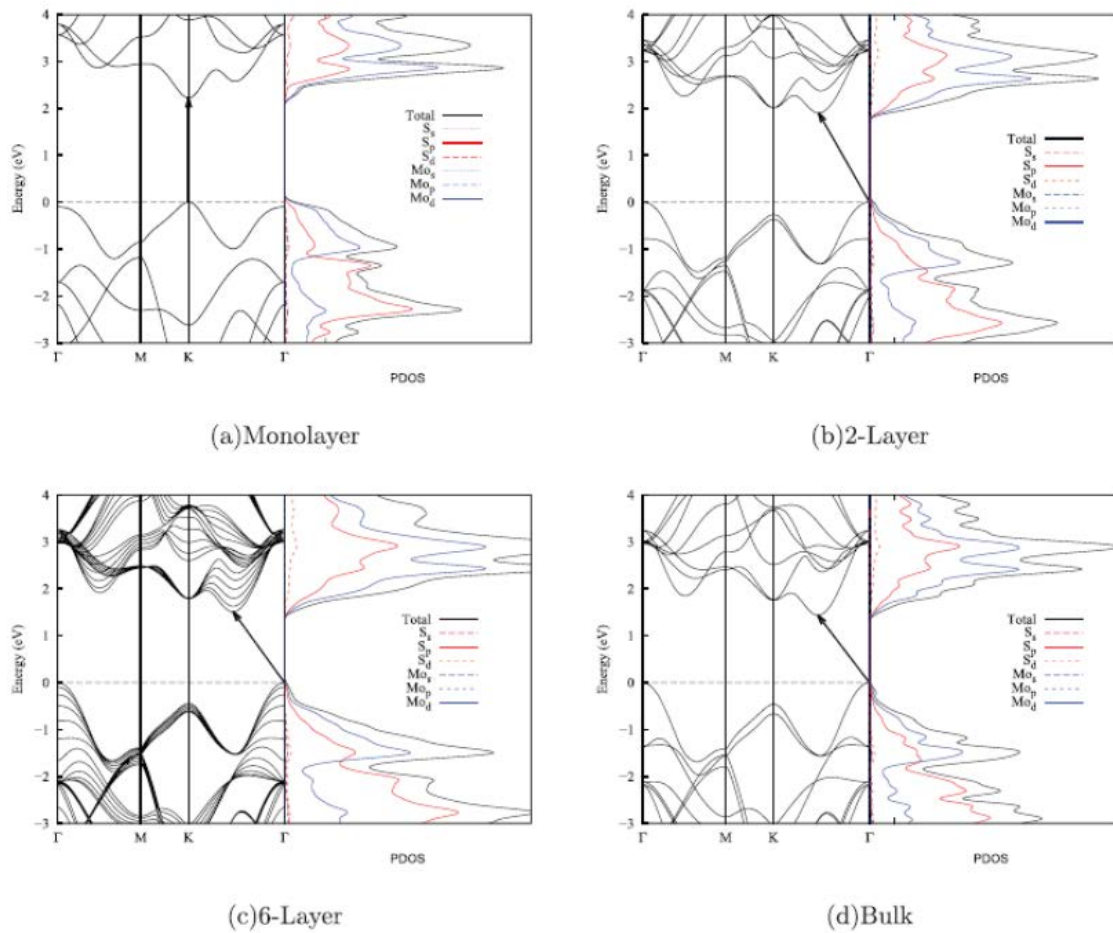 4
3
2
1
0
−1
−2
−3
Energy (eV)
Γ M K Γ
PDOS
Total
S_s
S_p
S_d
Mo_s
Mo_p
Mo_d
(a)Monolayer
4
3
2
1
0
−1
−2
−3
Energy (eV)
Γ M K Γ
PDOS
Total
S_s
S_p
S_d
Mo_s
Mo_p
Mo_d
(b)2-Layer
4
3
2
1
0
−1
−2
−3
Energy (eV)
Γ M K Γ
PDOS
Total
S_s
S_p
S_d
Mo_s
Mo_p
Mo_d
(c)6-Layer
4
3
2
1
0
−1
−2
−3
Energy (eV)
Γ M K Γ
PDOS
Total
S_s
S_p
S_d
Mo_s
Mo_p
Mo_d
(d)Bulk